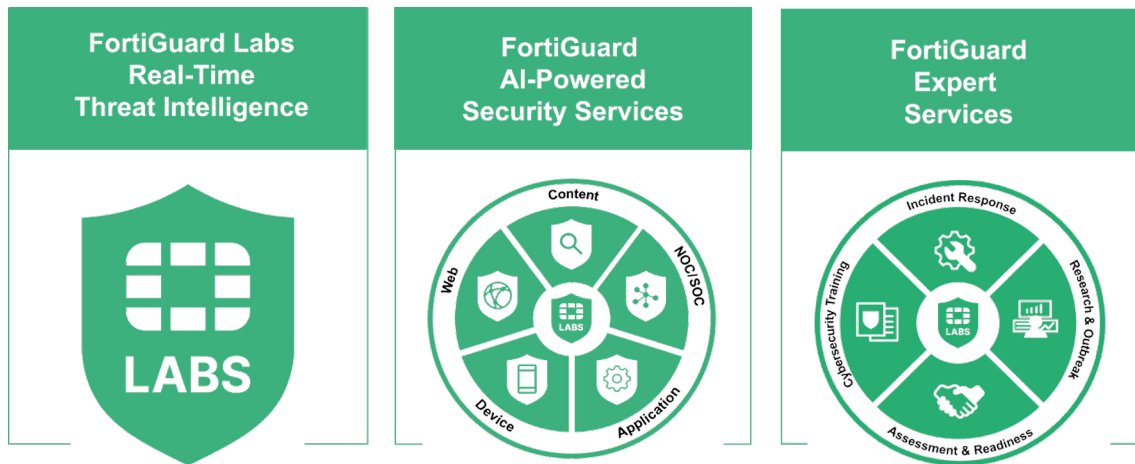 FortiGuard Labs
Real-Time
Threat Intelligence
LABS
FortiGuard
AI-Powered
Security Services
Content
NOC/SOC
Application
Device
Web
LABS
FortiGuard
Expert
Services
Incident Response
Research & Outbreak
Assessment & Readiness
Cybersecurity Training
LABS